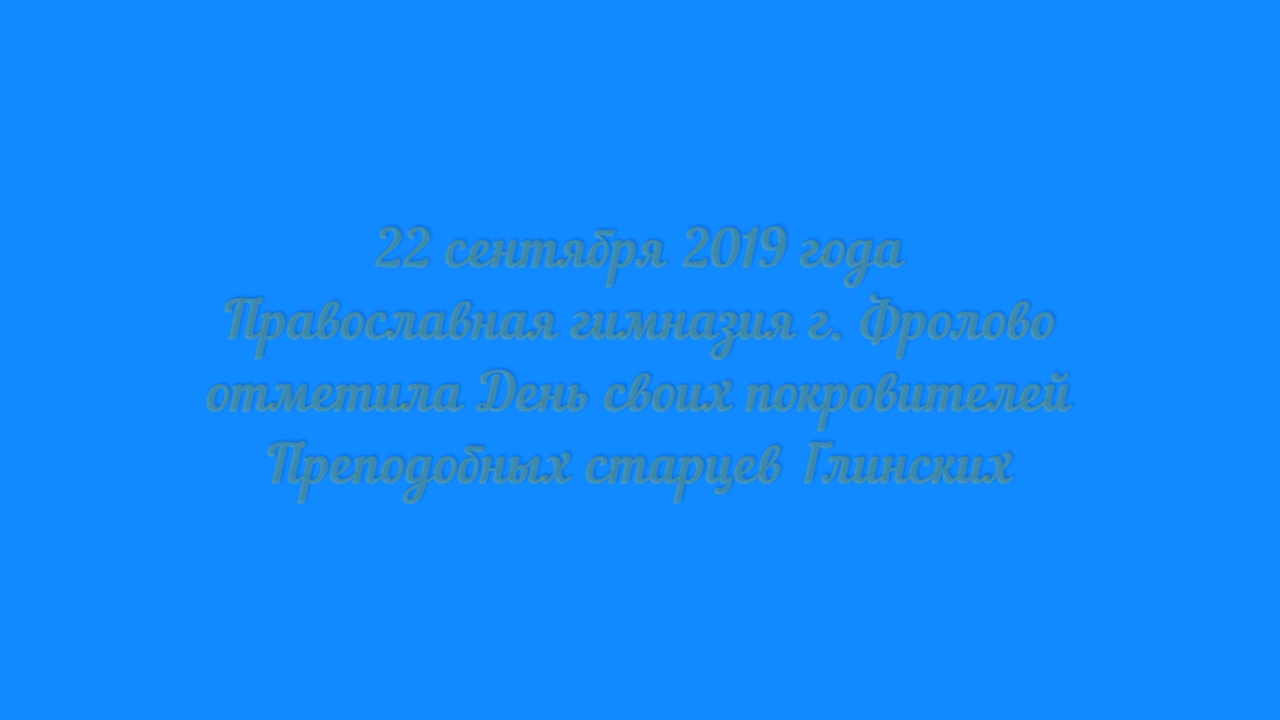 22 сентября 2019 года
Православная гимназия г. Фролово
отметила День своих покровителей
Преподобных старцев Глинских